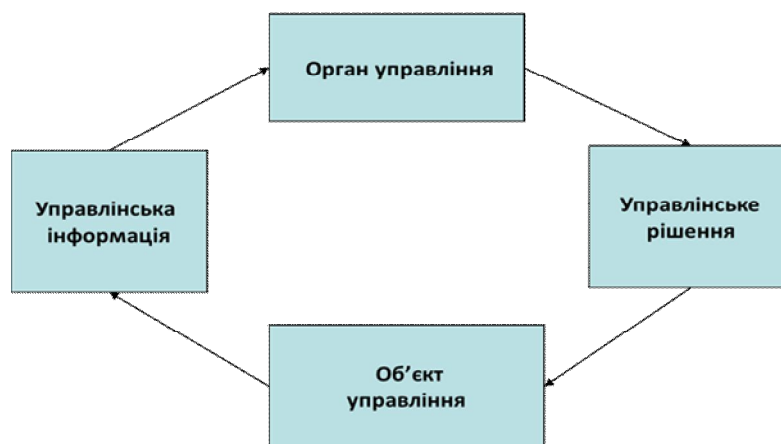 Орган управління
Управлінська
інформація
Управлінське
рішення
Об’єкт
управління